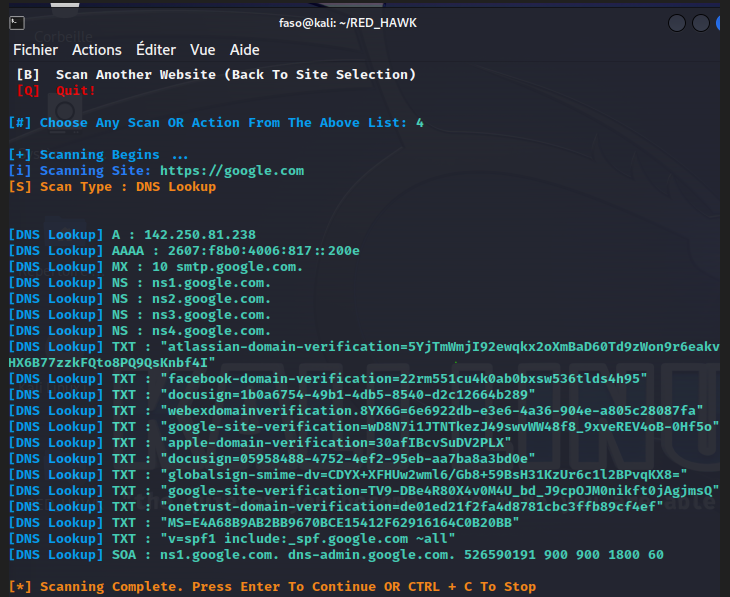 faso@kali: ~/RED_HAWK
Fichier Actions Éditer Vue Aide
[B] Scan Another Website (Back To Site Selection)
[Q] Quit!
[#] Choose Any Scan OR Action From The Above List: 4
[+] Scanning Begins ...
[i] Scanning Site: https://google.com
[S] Scan Type : DNS Lookup
[DNS Lookup] A : 142.250.81.238
[DNS Lookup] AAAA : 2607:f8b0:4006:817::200e
[DNS Lookup] MX : 10 smtp.google.com.
[DNS Lookup] NS : ns1.google.com.
[DNS Lookup] NS : ns2.google.com.
[DNS Lookup] NS : ns3.google.com.
[DNS Lookup] NS : ns4.google.com.
[DNS Lookup] TXT : "atlassian-domain-verification=5YjTmWmjI92ewqkx2oXmBaD60Td9zWon9r6eakv
HX6B77zzkFQto8PQ9QsKnbf4I"
[DNS Lookup] TXT : "facebook-domain-verification=22rm551cu4k0ab0bxsw536tlds4h95"
[DNS Lookup] TXT : "docusign=1b0a6754-49b1-4db5-8540-d2c12664b289"
[DNS Lookup] TXT : "webexdomainverification.8YX6G=6e6922db-e3e6-4a36-904e-a805c28087fa"
[DNS Lookup] TXT : "google-site-verification=wD8N7i1JTNTkezJ49swvWW48f8_9xveREV4oB-0Hf5o"
[DNS Lookup] TXT : "apple-domain-verification=30afIBcvSuDV2PLX"
[DNS Lookup] TXT : "docusign=05958488-4752-4ef2-95eb-aa7ba8a3bd0e"
[DNS Lookup] TXT : "globalsign-smime-dv=CDYX+XFHUw2wml6/Gb8+59BsH31KzUr6c1l2BPvqKX8="
[DNS Lookup] TXT : "google-site-verification=TV9-DBe4R80X4v0M4U_bd_J9cpOJM0nikft0jAgjmsQ"
[DNS Lookup] TXT : "onetrust-domain-verification=de01ed21f2fa4d8781cbc3ffb89cf4ef"
[DNS Lookup] TXT : "MS=E4A68B9AB2BB9670BCE15412F62916164C0B20BB"
[DNS Lookup] TXT : "v=spf1 include:_spf.google.com ~all"
[DNS Lookup] SOA : ns1.google.com. dns-admin.google.com. 526590191 900 900 1800 60
[*] Scanning Complete. Press Enter To Continue OR CTRL + C To Stop